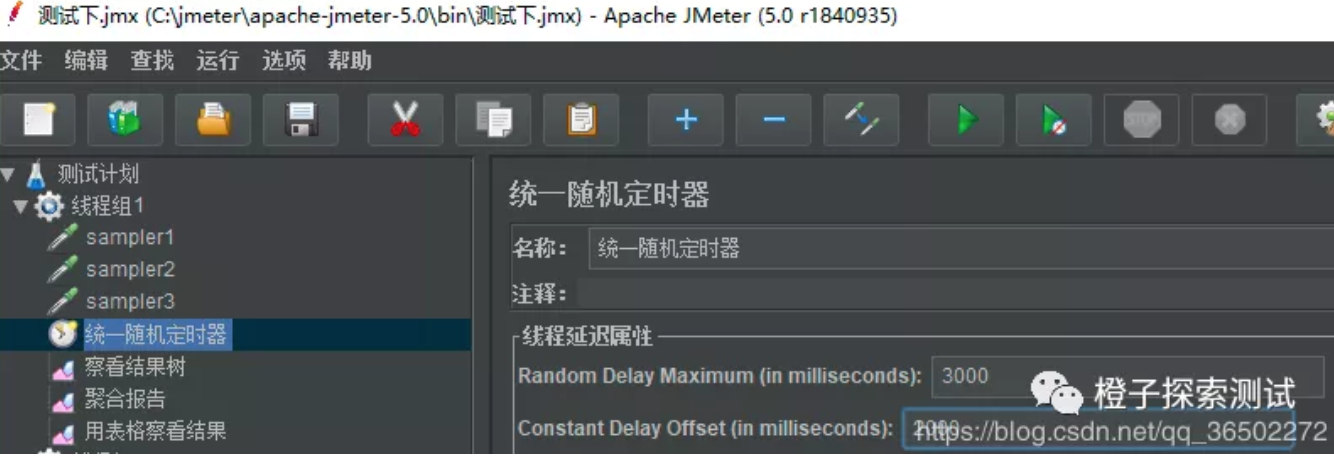 测试下.jmx (C:\jmeter\apache-jmeter-5.0\bin\测试下.jmx) - Apache JMeter (5.0 r1840935)
文件 编辑 查找 运行 选项 帮助
STOP
测试计划
线程组1
sampler1
sampler2
sampler3
统一随机定时器
察看结果树
聚合报告
用表格察看结果
统一随机定时器
名称： 统一随机定时器
注释：
线程延迟属性
Random Delay Maximum (in milliseconds): 3000
Constant Delay Offset (in milliseconds):
橙子探索测试
https://blog.csdn.net/qq_36502272